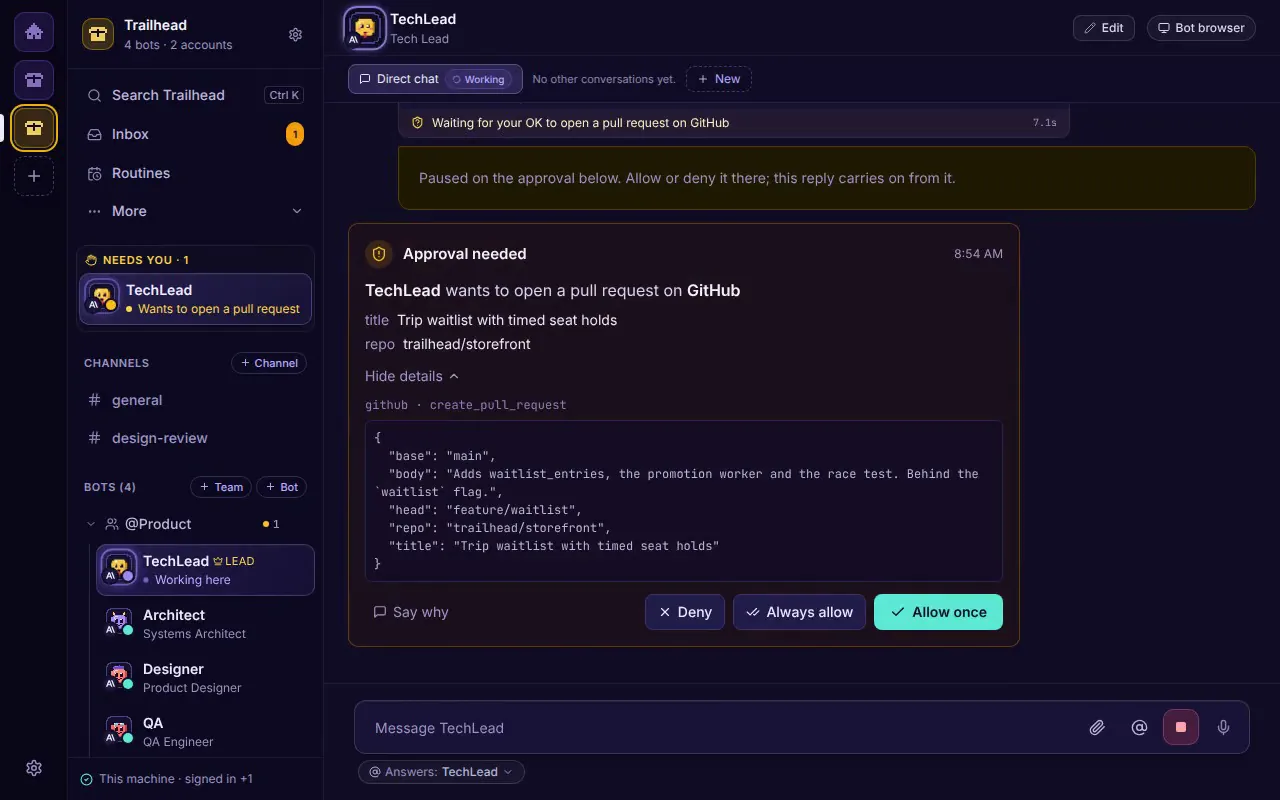 Trailhead
4 bots · 2 accounts
Search Trailhead
Ctrl K
Inbox
1
Routines
More
NEEDS YOU · 1
TechLead
Wants to open a pull request
CHANNELS
+ Channel
# general
# design-review
BOTS (4)
+ Team
+ Bot
@Product
1
TechLead
LEAD
Working here
Architect
Systems Architect
Designer
Product Designer
QA
QA Engineer
This machine · signed in +1
TechLead
Tech Lead
Edit
Bot browser
Direct chat
Working
No other conversations yet.
+ New
Waiting for your OK to open a pull request on GitHub
7.1s
Paused on the approval below. Allow or deny it there; this reply carries on from it.
Approval needed
8:54 AM
TechLead wants to open a pull request on GitHub
title Trip waitlist with timed seat holds
repo trailhead/storefront
Hide details
github · create_pull_request
{
"base": "main",
"body": "Adds waitlist_entries, the promotion worker and the race test. Behind the
`waitlist` flag.",
"head": "feature/waitlist",
"repo": "trailhead/storefront",
"title": "Trip waitlist with timed seat holds"
}
Say why
Deny
Always allow
Allow once
Message TechLead
Answers: TechLead